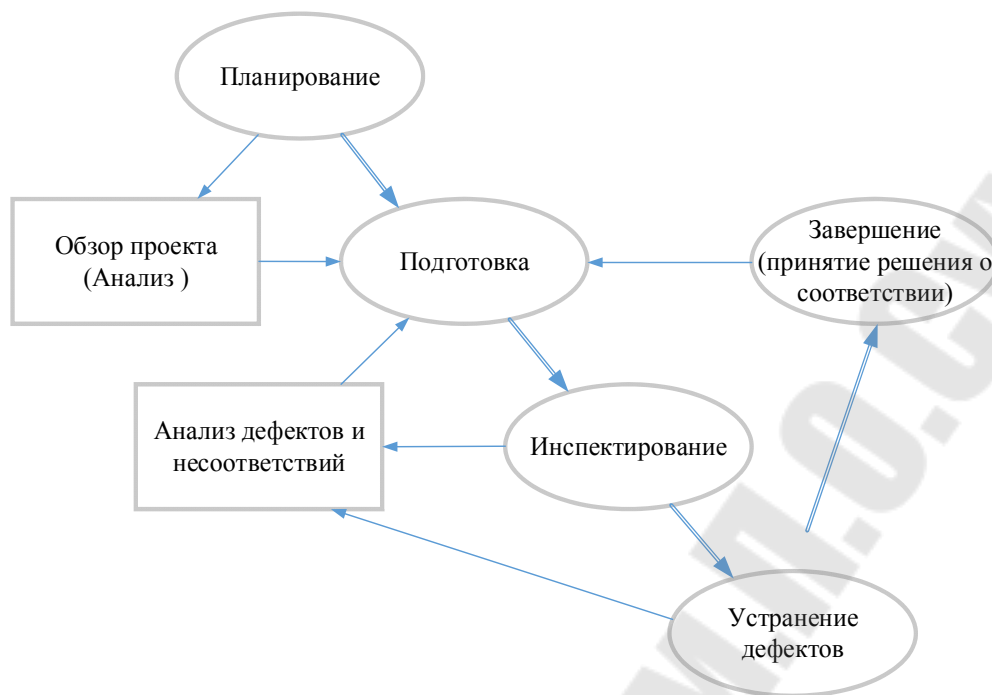 Планирование
Обзор проекта
(Анализ )
Подготовка
Завершение
(принятие решения о
соответствии)
Анализ дефектов и
несоответствий
Инспектирование
Устранение
дефектов